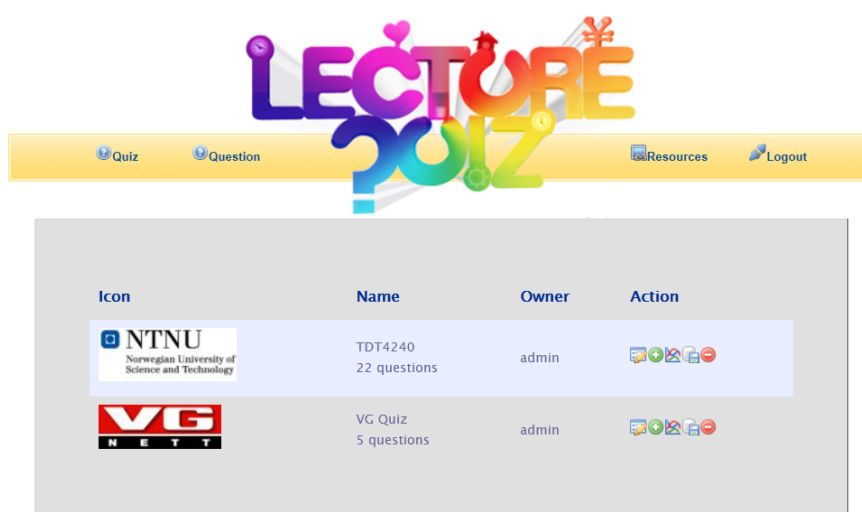 LECTURE
QUIZ
Quiz Question Resources Logout
Icon Name Owner Action
NTNU
Norwegian University of
Science and Technology
TDT4240
22 questions
admin
VG
NETT
VG Quiz
5 questions
admin